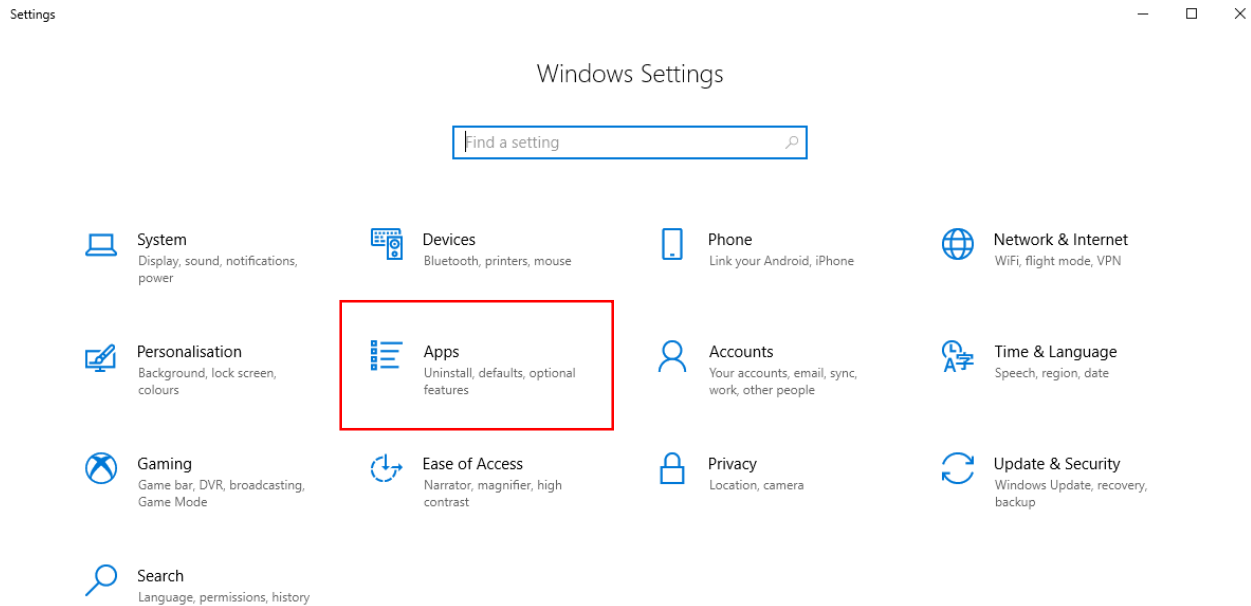 Settings
Windows Settings
Find a setting
System
Display, sound, notifications,
power
Devices
Bluetooth, printers, mouse
Phone
Link your Android, iPhone
Network & Internet
WiFi, flight mode, VPN
Personalisation
Background, lock screen,
colours
Apps
Uninstall, defaults, optional
features
Accounts
Your accounts, email, sync,
work, other people
Time & Language
Speech, region, date
Gaming
Game bar, DVR, broadcasting,
Game Mode
Ease of Access
Narrator, magnifier, high
contrast
Privacy
Location, camera
Update & Security
Windows Update, recovery,
backup
Search
Language, permissions, history